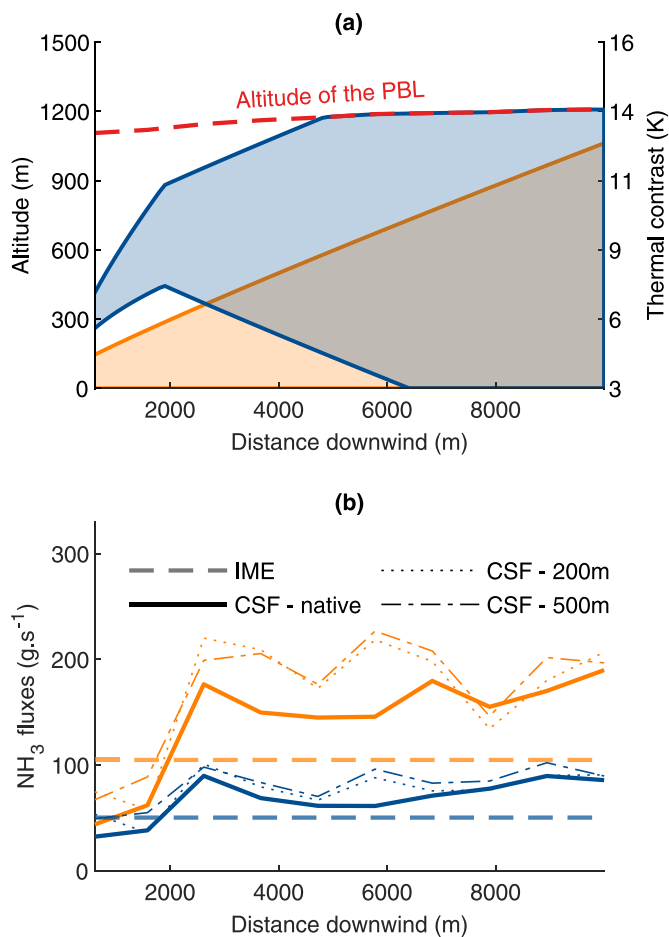 (a)
1500
1200
900
600
300
0
Altitude (m)
Altitude of the PBL
16
14
11
9
6
3
Thermal contrast (K)
2000 4000 6000 8000
Distance downwind (m)
(b)
300
200
100
0
NH₃ fluxes (g.s⁻¹)
IME
CSF - native
CSF - 200m
CSF - 500m
2000 4000 6000 8000
Distance downwind (m)